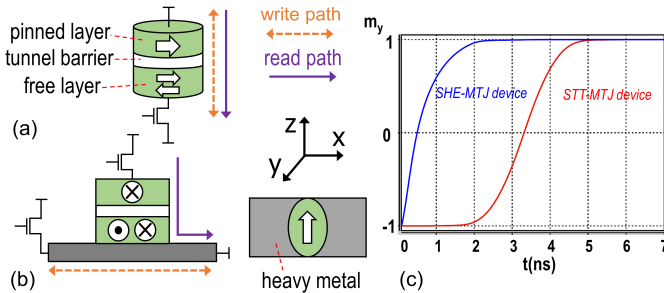 pinned layer
tunnel barrier
free layer
(a)
write path
read path
z
x
y
heavy metal
(b)
m_y
1
0
-1
SHE-MTJ device
STT-MTJ device
0 1 2 3 4 5 6 7
t(ns)
(c)